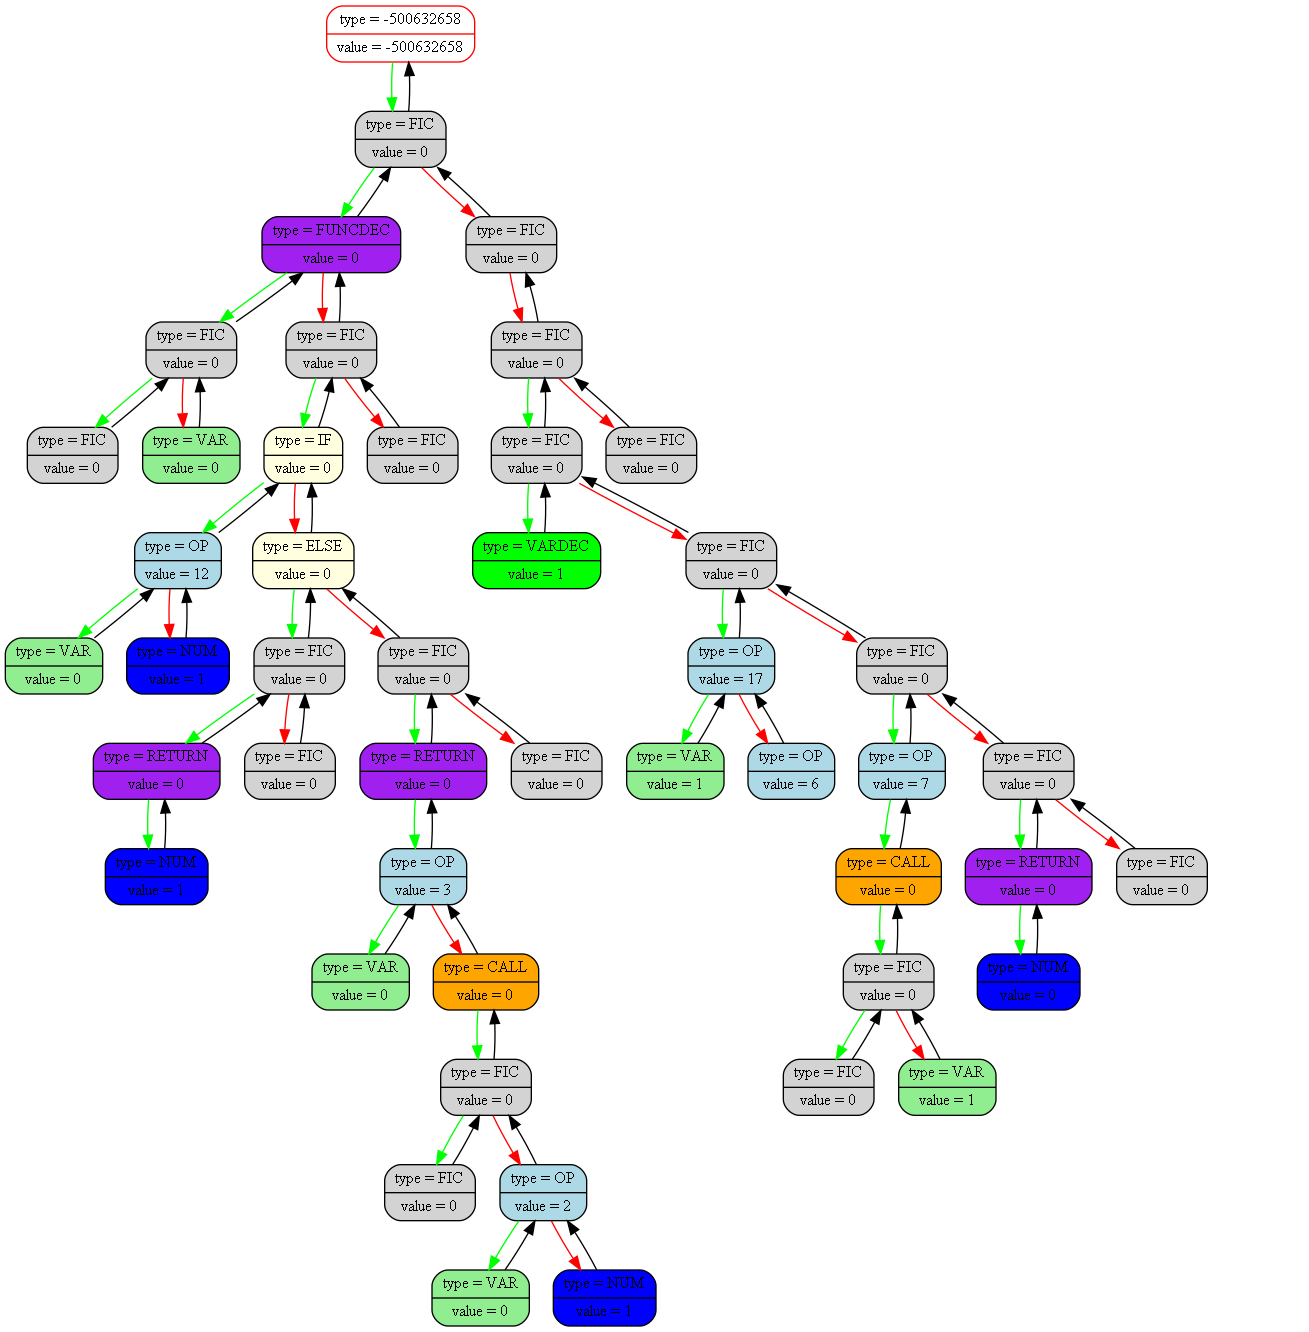 type = -500632658
value = -500632658
type = FIC
value = 0
type = FUNCDEC
value = 0
type = FIC
value = 0
type = FIC
value = 0
type = FIC
value = 0
type = FIC
value = 0
type = FIC
value = 0
type = VAR
value = 0
type = IF
value = 0
type = FIC
value = 0
type = FIC
value = 0
type = FIC
value = 0
type = OP
value = 12
type = ELSE
value = 0
type = VARDEC
value = 1
type = FIC
value = 0
type = VAR
value = 0
type = NUM
value = 1
type = FIC
value = 0
type = FIC
value = 0
type = OP
value = 17
type = FIC
value = 0
type = RETURN
value = 0
type = FIC
value = 0
type = RETURN
value = 0
type = FIC
value = 0
type = VAR
value = 1
type = OP
value = 6
type = OP
value = 7
type = FIC
value = 0
type = NUM
value = 1
type = OP
value = 3
type = CALL
value = 0
type = RETURN
value = 0
type = FIC
value = 0
type = VAR
value = 0
type = CALL
value = 0
type = FIC
value = 0
type = NUM
value = 0
type = FIC
value = 0
type = FIC
value = 0
type = VAR
value = 1
type = FIC
value = 0
type = OP
value = 2
type = VAR
value = 0
type = NUM
value = 1